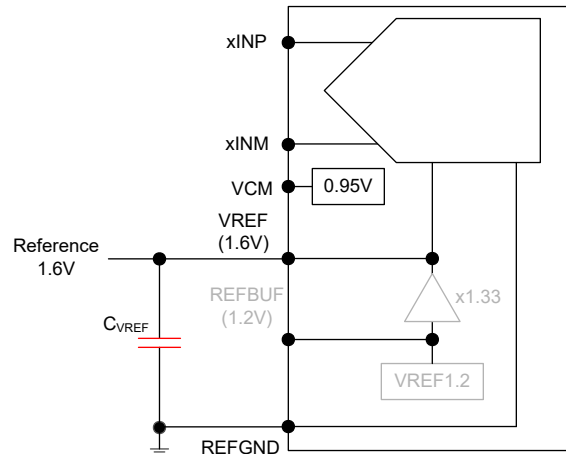 xINP
xINM
VCM
0.95V
VREF
(1.6V)
Reference
1.6V
REFBUF
(1.2V)
x1.33
CVREF
VREF1.2
REFGND